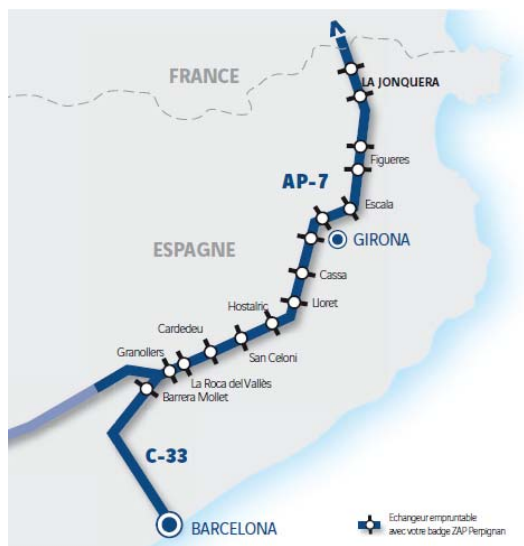 FRANCE
LA JONQUERA
Figueres
AP-7
Escala
GIRONA
ESPAGNE
Cassa
Hostalric
Lloret
Cardedeu
Granollers
San Celoni
La Roca del Vallès
Barrera Mollet
C-33
BARCELONA
Echangeur empruntable
avec votre badge ZAP Perpignan